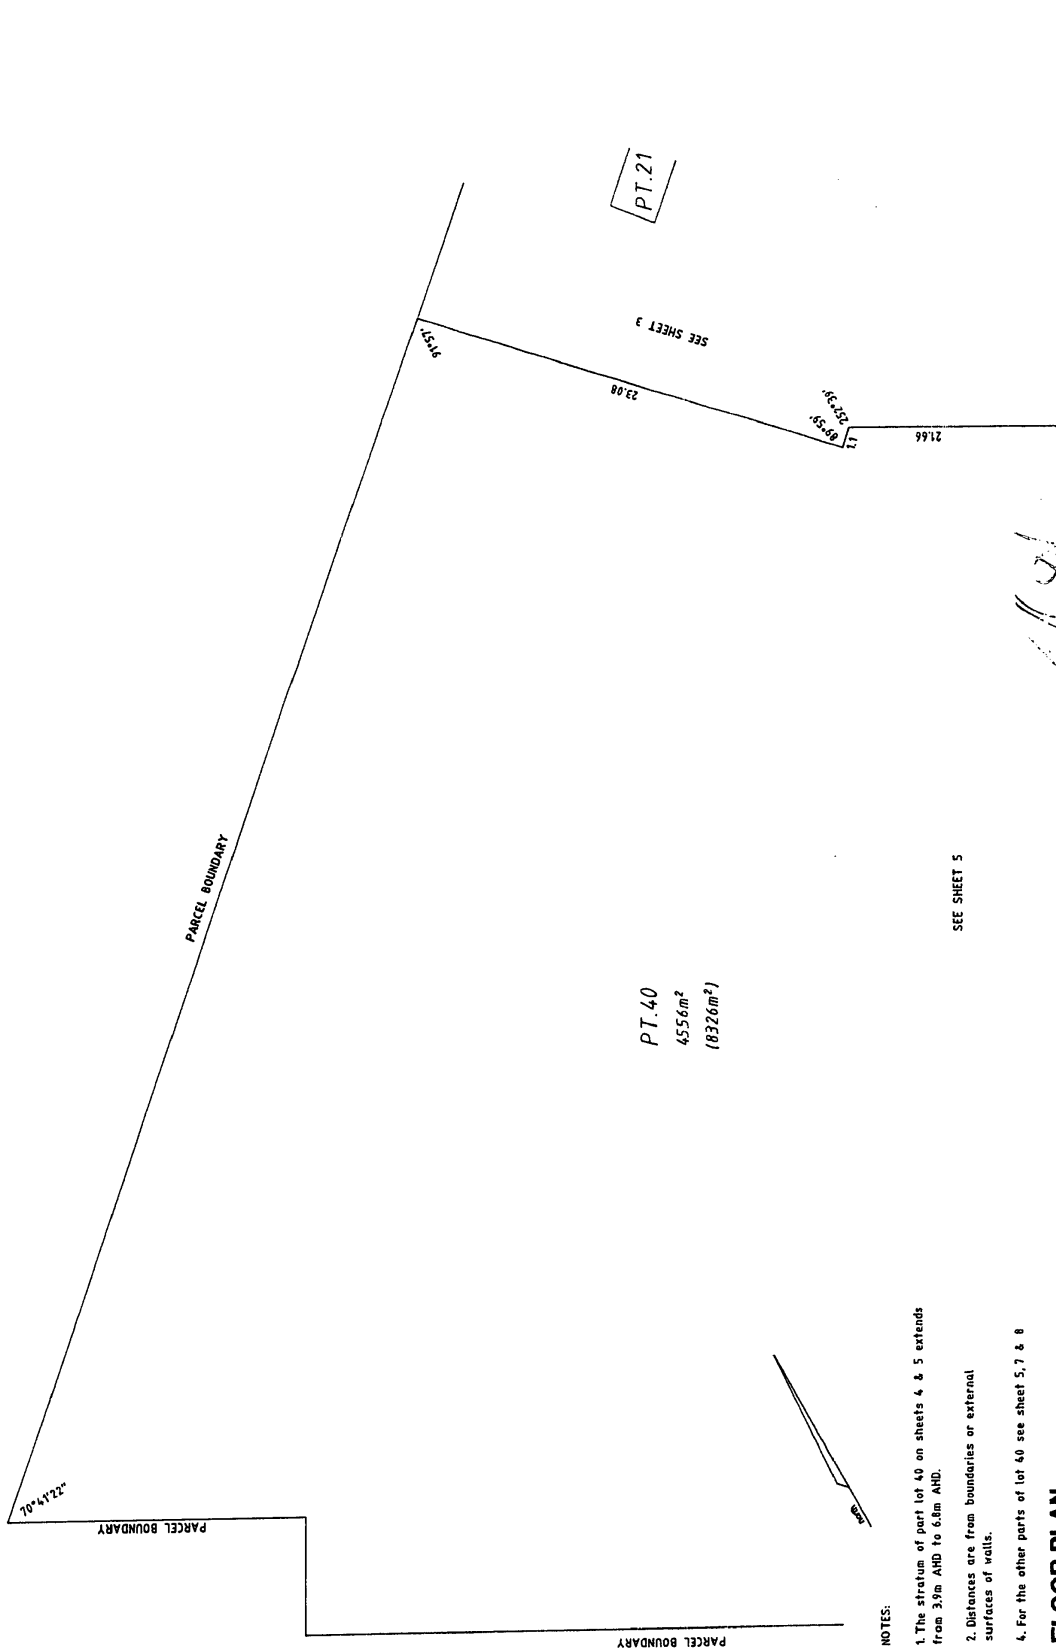 PT.21
SEE SHEET 3
91°57'
23.08
89°59'
252°39'
1.1
21.66
PARCEL BOUNDARY
PT.40
4556m²
(8326m²)
SEE SHEET 5
70°41'22"
PARCEL BOUNDARY
PARCEL BOUNDARY
north
NOTES:
1. The stratum of part lot 40 on sheets 4 & 5 extends
from 3.9m AHD to 6.8m AHD.
2. Distances are from boundaries or external
surfaces of walls.
4. For the other parts of lot 40 see sheet 5,7 & 8
FLOOR PLAN